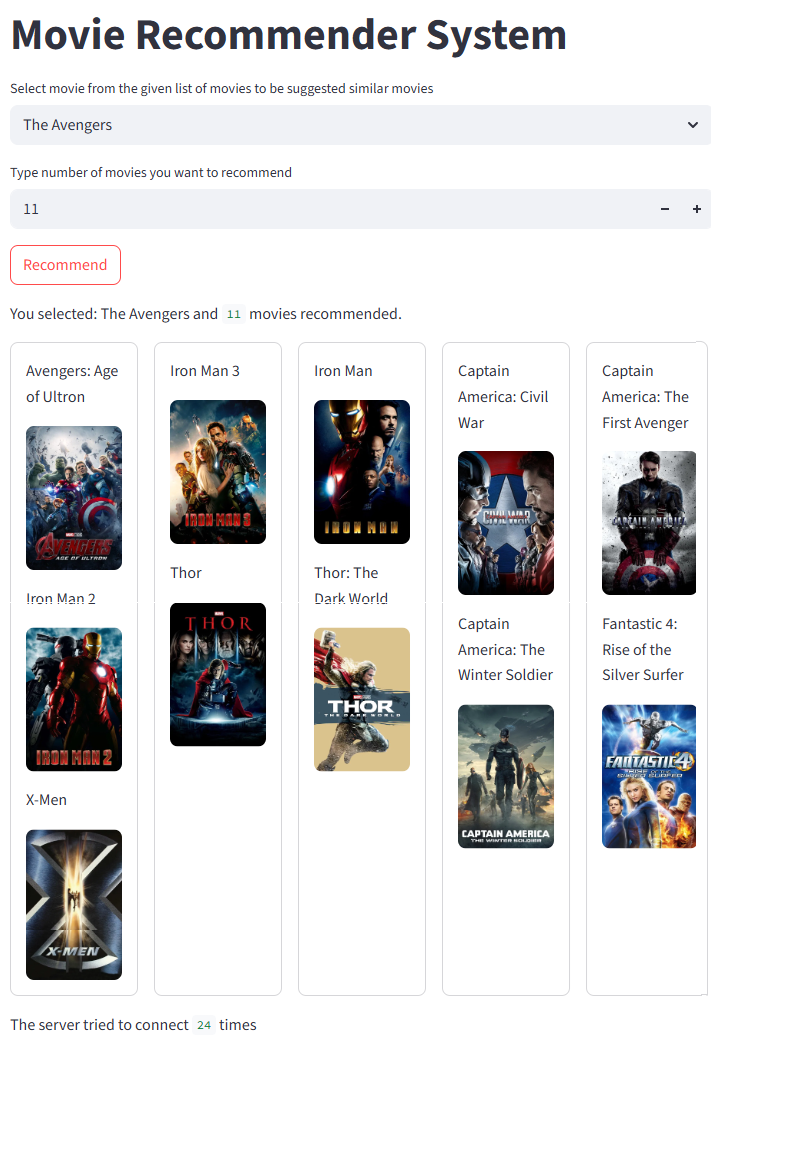 Movie Recommender System
Select movie from the given list of movies to be suggested similar movies
The Avengers
Type number of movies you want to recommend
11
− +
Recommend
You selected: The Avengers and 11 movies recommended.
Avengers: Age
of Ultron
AVENGERS
AGE OF ULTRON
Iron Man 2
IRON MAN 2
X-Men
X-MEN
Iron Man 3
IRON MAN 3
Thor
THOR
Iron Man
IRON MAN
Thor: The
Dark World
THOR
THE DARK WORLD
Captain
America: Civil
War
CIVIL WAR
Captain
America: The
Winter Soldier
CAPTAIN AMERICA
THE WINTER SOLDIER
Captain
America: The
First Avenger
CAPTAIN AMERICA
Fantastic 4:
Rise of the
Silver Surfer
FANTASTIC 4
RISE OF THE
SILVER SURFER
The server tried to connect 24 times